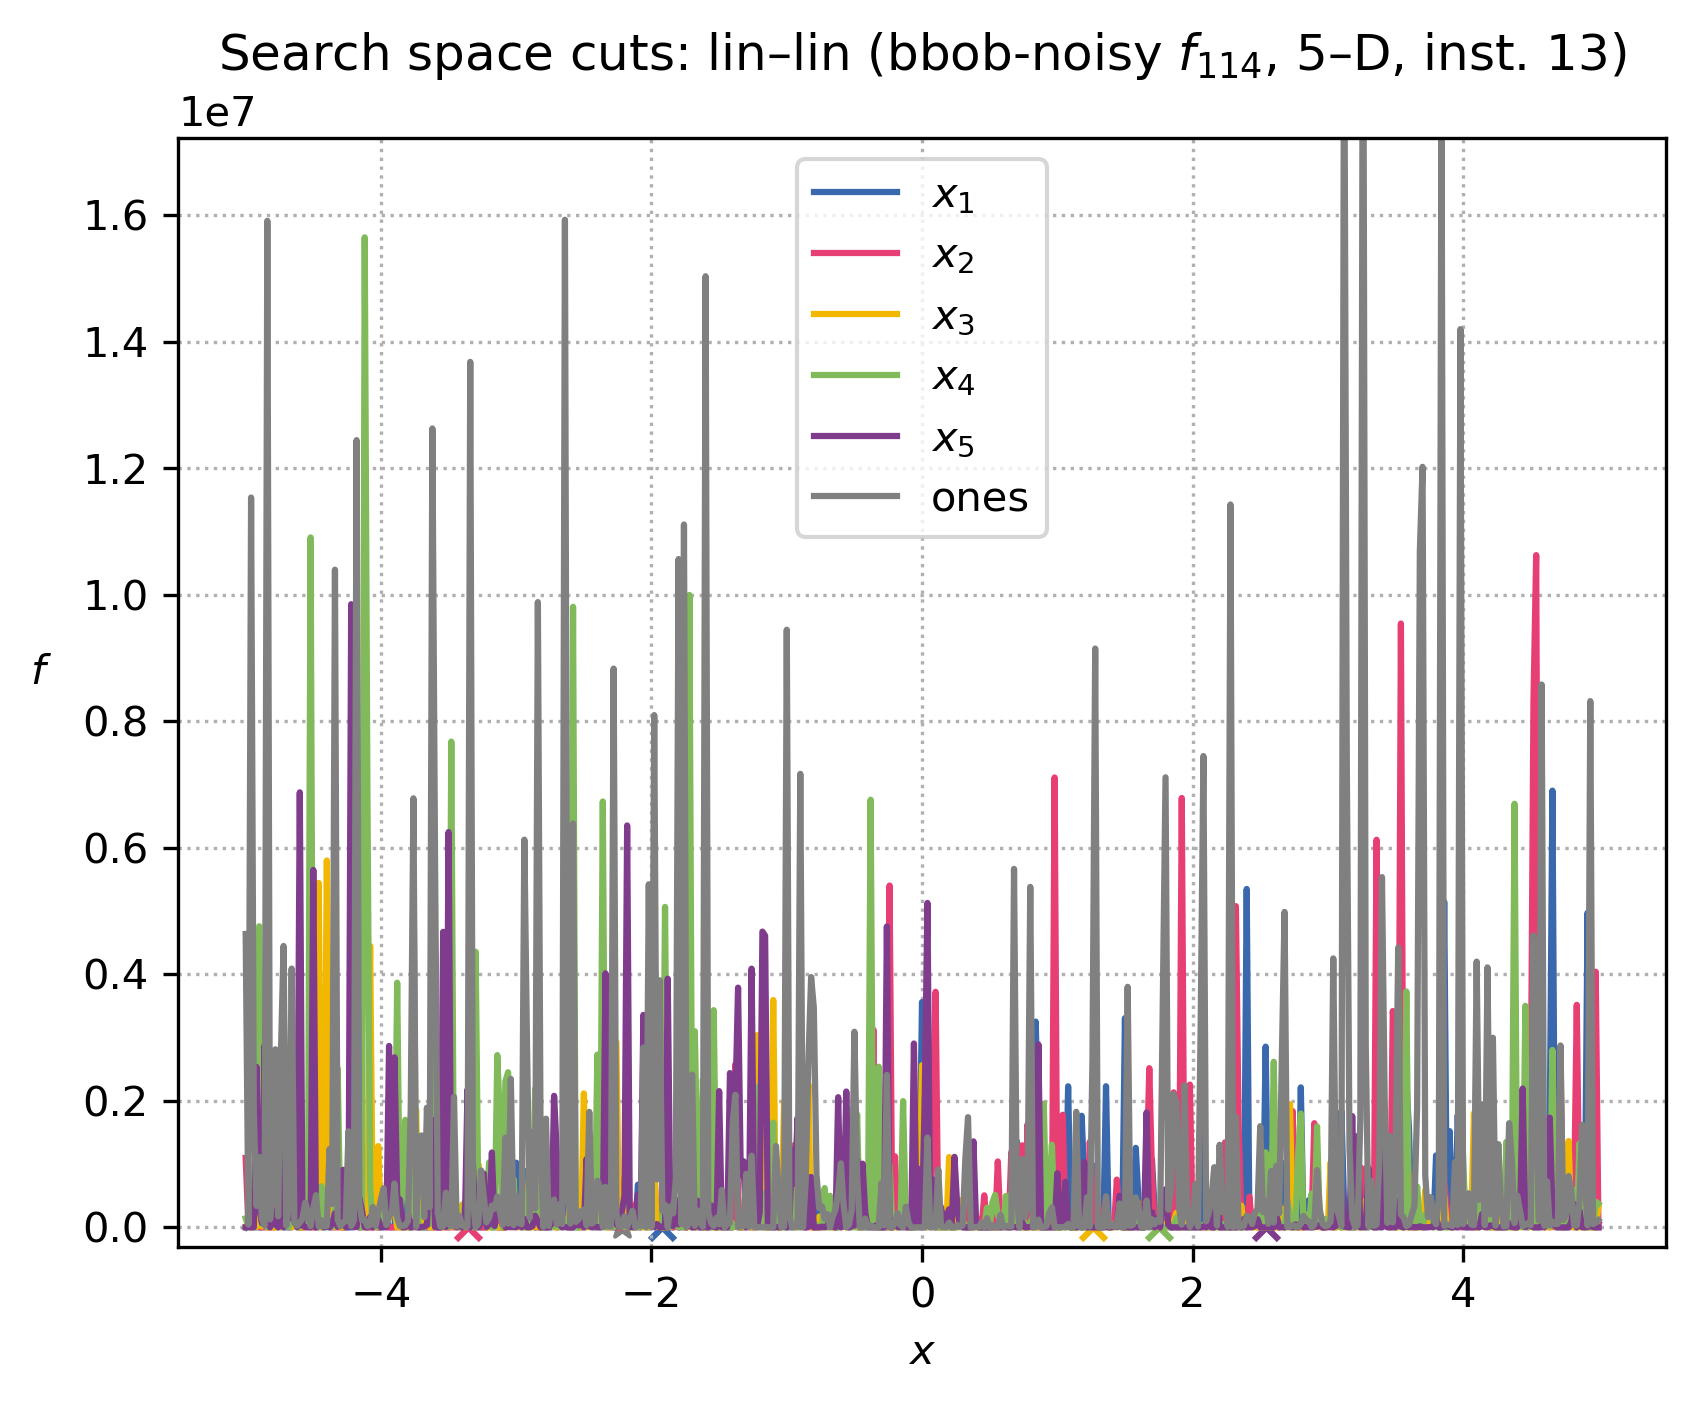 Search space cuts: lin–lin (bbob-noisy f₁₁₄, 5–D, inst. 13)
1e7
1.6
1.4
1.2
1.0
0.8
0.6
0.4
0.2
0.0
f
x₁
x₂
x₃
x₄
x₅
ones
−4
−2
0
2
4
x